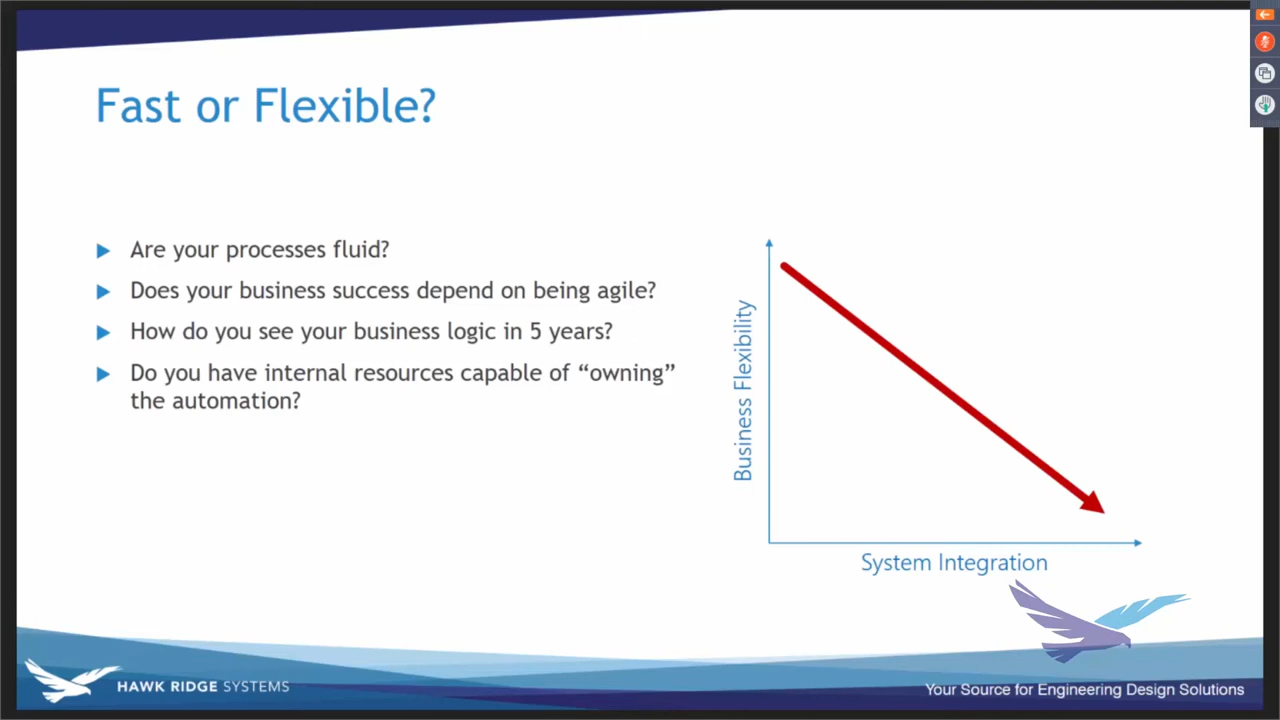 Fast or Flexible?
Are your processes fluid?
Does your business success depend on being agile?
How do you see your business logic in 5 years?
Do you have internal resources capable of “owning”
the automation?
Business Flexibility
System Integration
HAWK RIDGE SYSTEMS
Your Source for Engineering Design Solutions